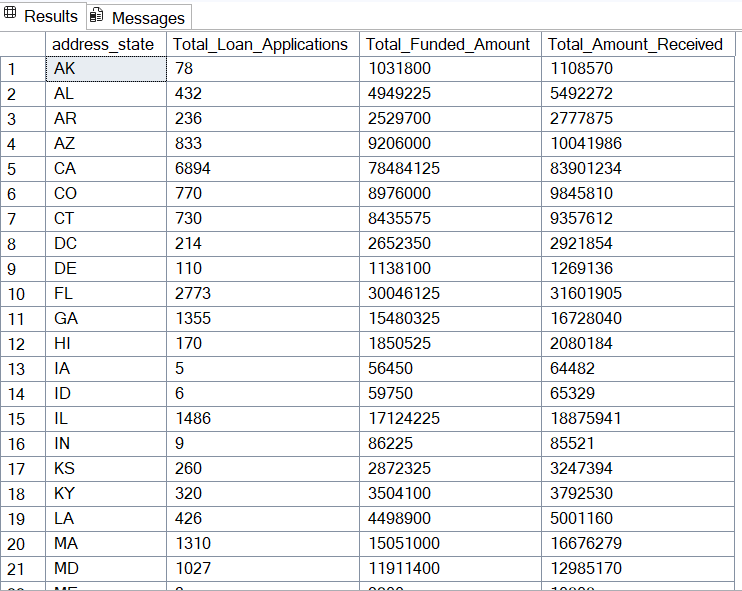 Results Messages
address_state Total_Loan_Applications Total_Funded_Amount Total_Amount_Received
1 AK 78 1031800 1108570
2 AL 432 4949225 5492272
3 AR 236 2529700 2777875
4 AZ 833 9206000 10041986
5 CA 6894 78484125 83901234
6 CO 770 8976000 9845810
7 CT 730 8435575 9357612
8 DC 214 2652350 2921854
9 DE 110 1138100 1269136
10 FL 2773 30046125 31601905
11 GA 1355 15480325 16728040
12 HI 170 1850525 2080184
13 IA 5 56450 64482
14 ID 6 59750 65329
15 IL 1486 17124225 18875941
16 IN 9 86225 85521
17 KS 260 2872325 3247394
18 KY 320 3504100 3792530
19 LA 426 4498900 5001160
20 MA 1310 15051000 16676279
21 MD 1027 11911400 12985170